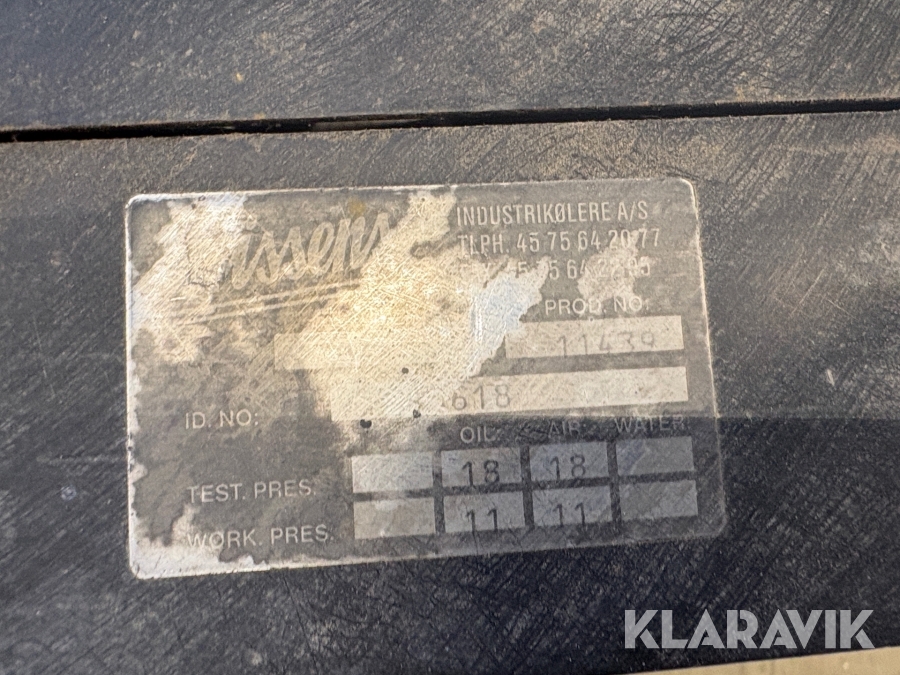 issens
INDUSTRIKØLERE A/S
TLPH. 45 75 64 20 77
PROD. NO:
11439
ID. NO: 618
OIL AIR WATER
TEST. PRES. 18 18
WORK. PRES. 11 11
KLARAVIK